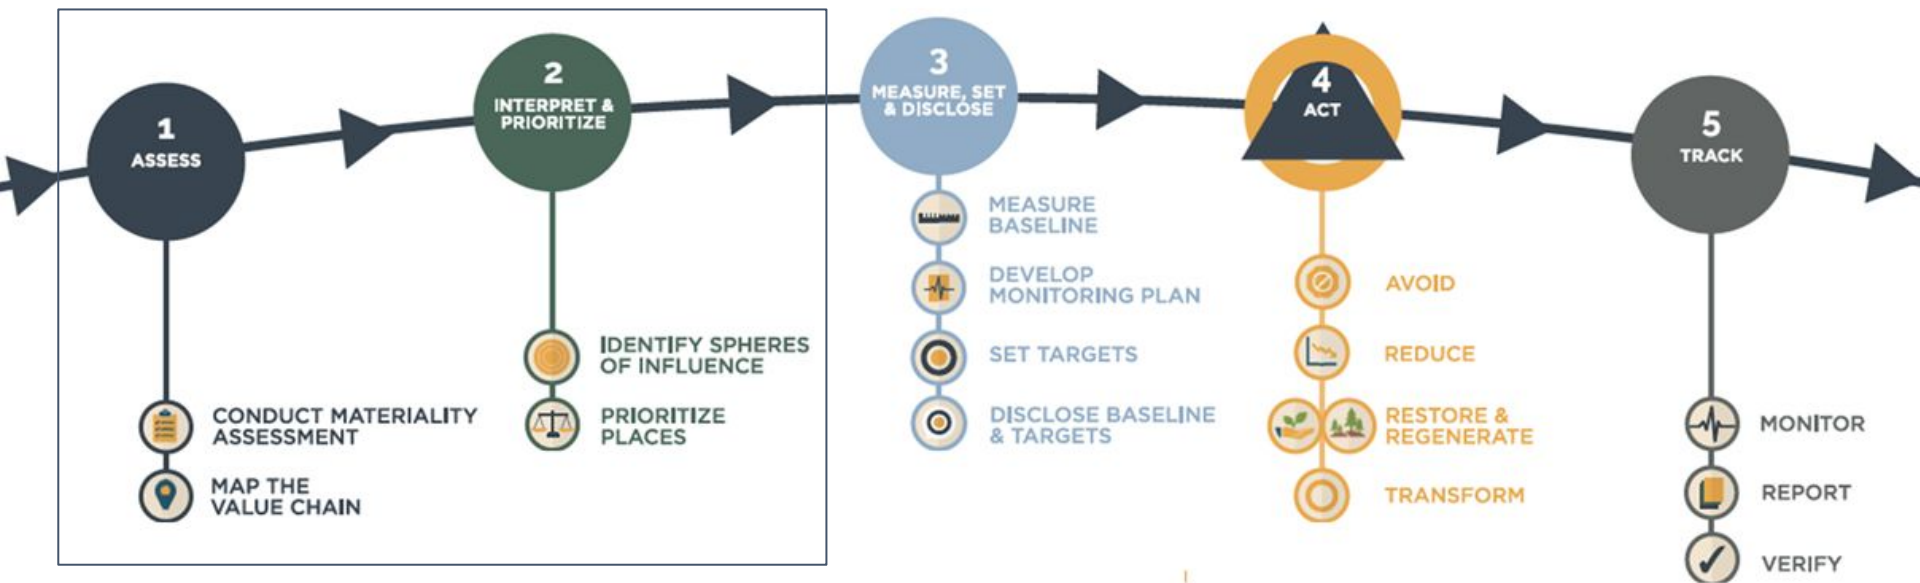 1
ASSESS
CONDUCT MATERIALITY
ASSESSMENT
MAP THE
VALUE CHAIN
2
INTERPRET &
PRIORITIZE
IDENTIFY SPHERES
OF INFLUENCE
PRIORITIZE
PLACES
3
MEASURE, SET
& DISCLOSE
MEASURE
BASELINE
DEVELOP
MONITORING PLAN
SET TARGETS
DISCLOSE BASELINE
& TARGETS
4
ACT
AVOID
REDUCE
RESTORE &
REGENERATE
TRANSFORM
5
TRACK
MONITOR
REPORT
VERIFY